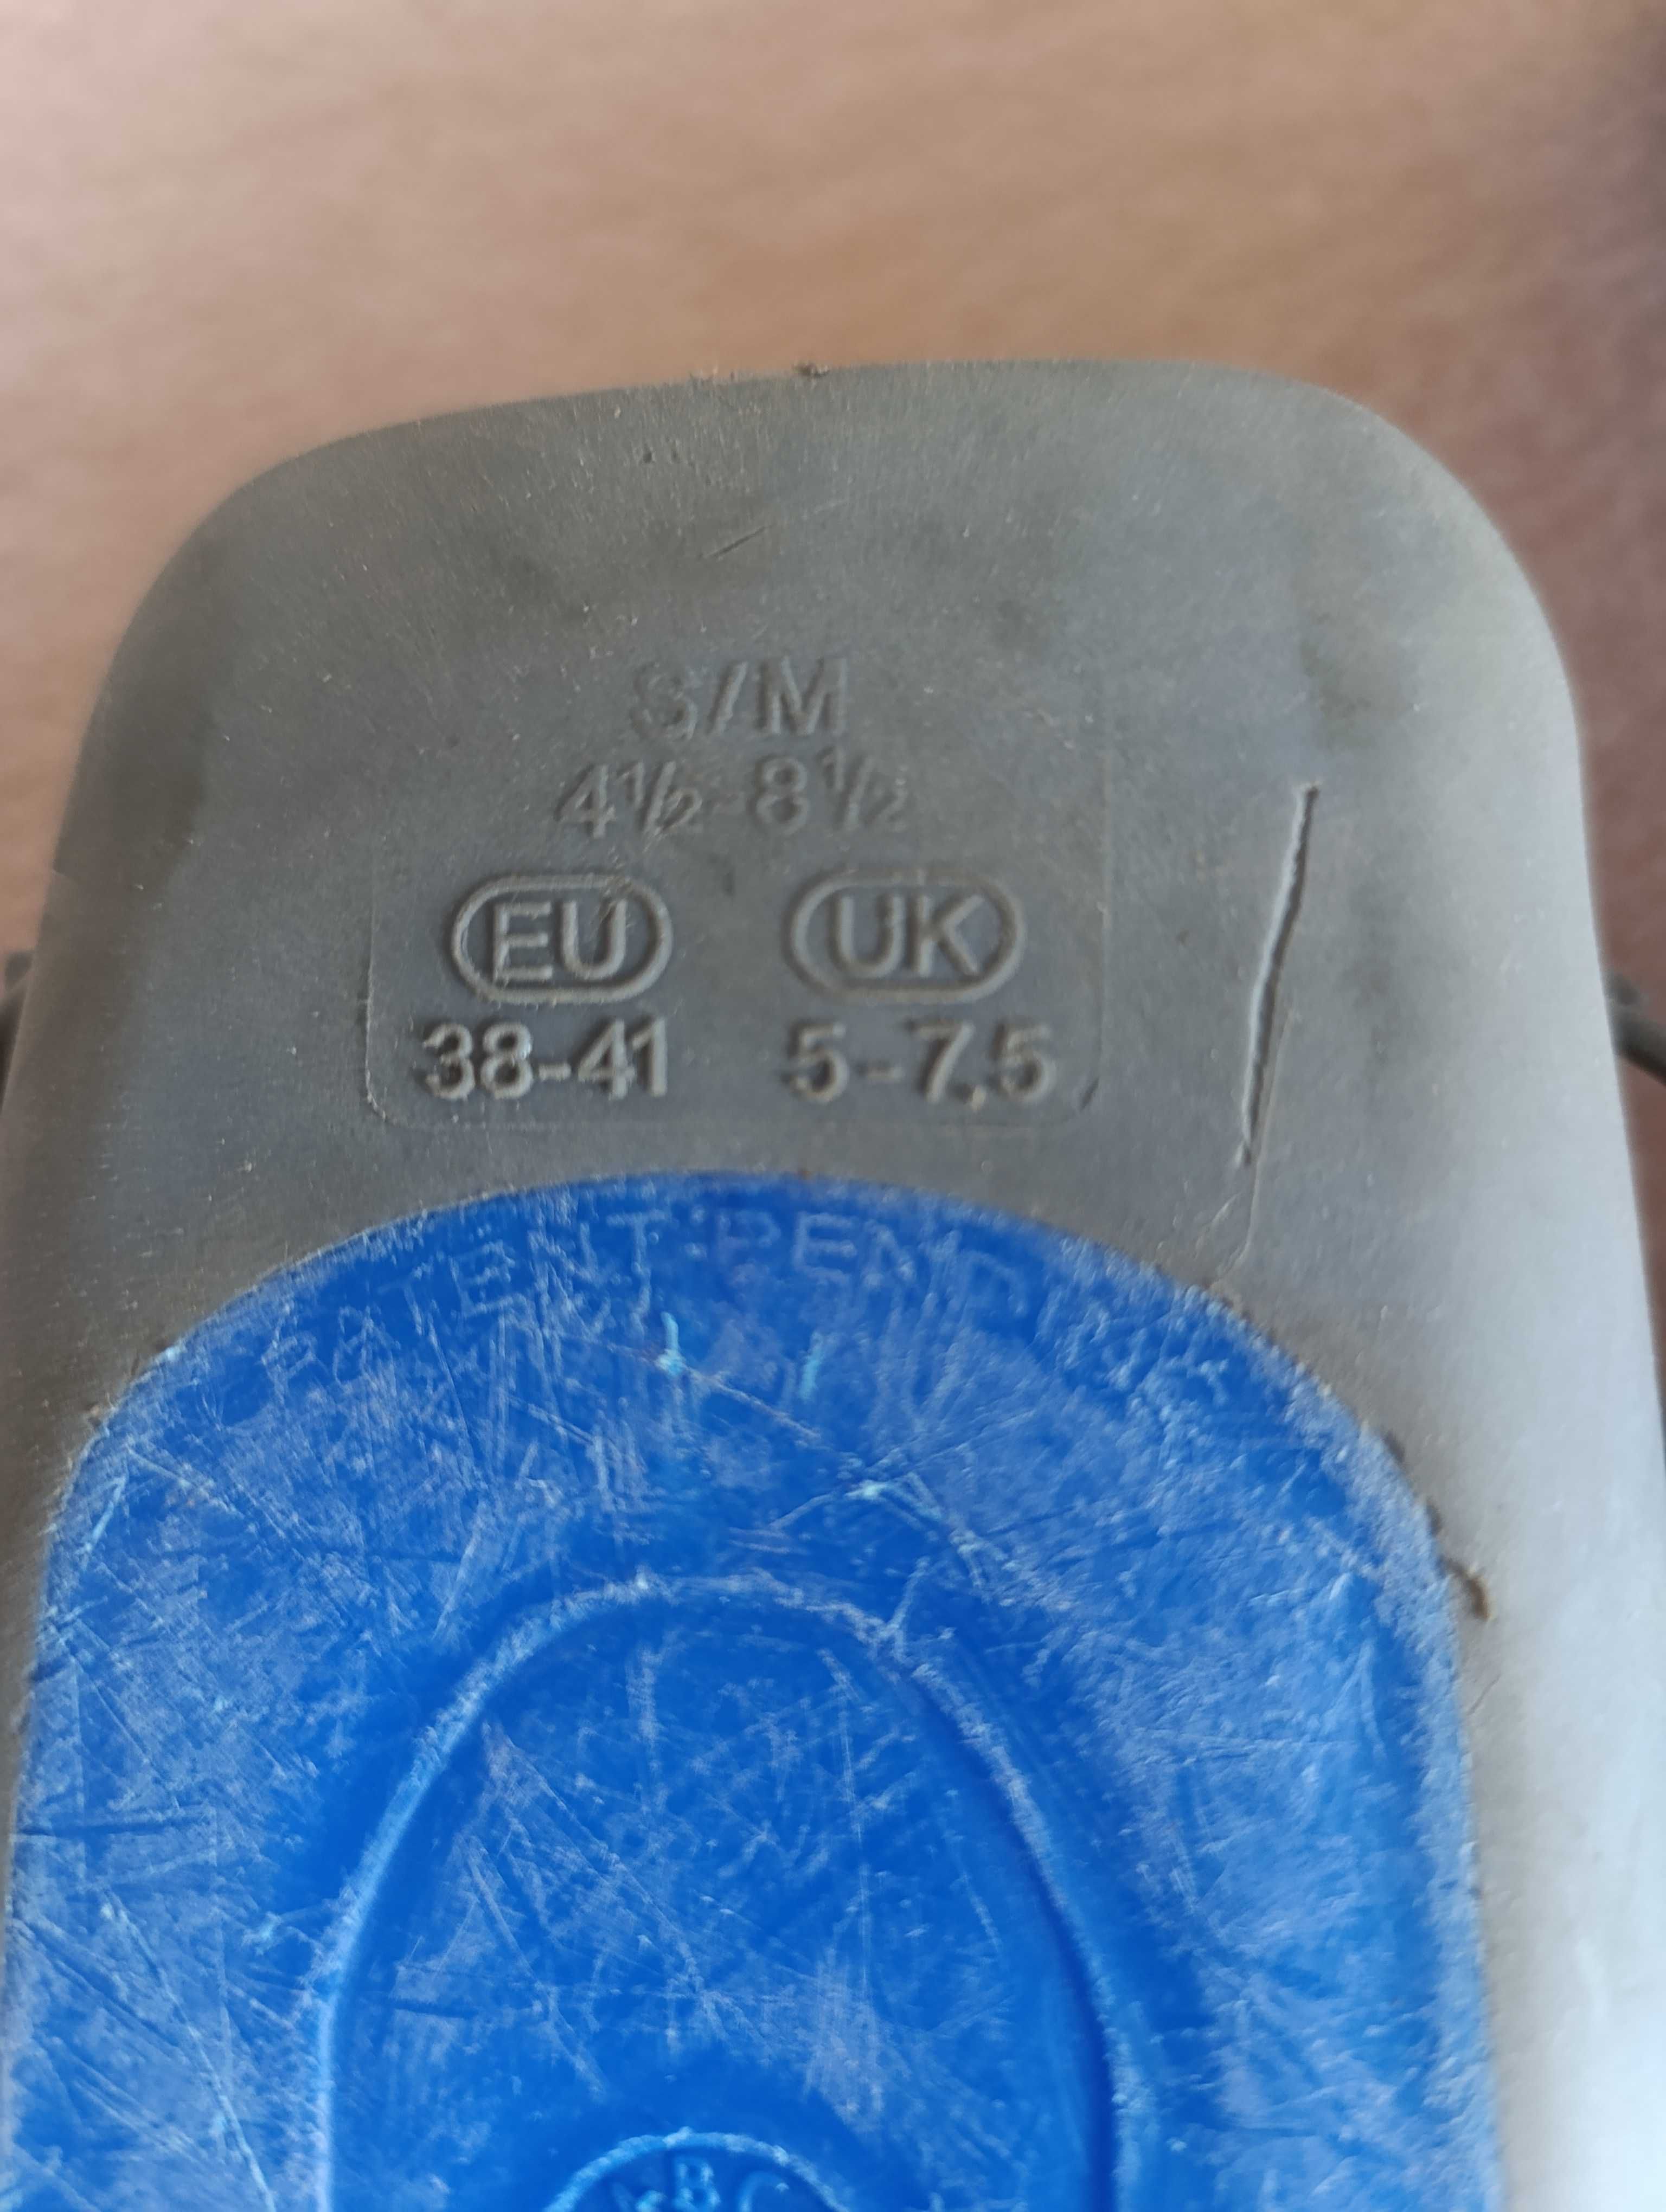 S/M
4½-8½
EU UK
38-41 5-7,5
PATENT PENDING